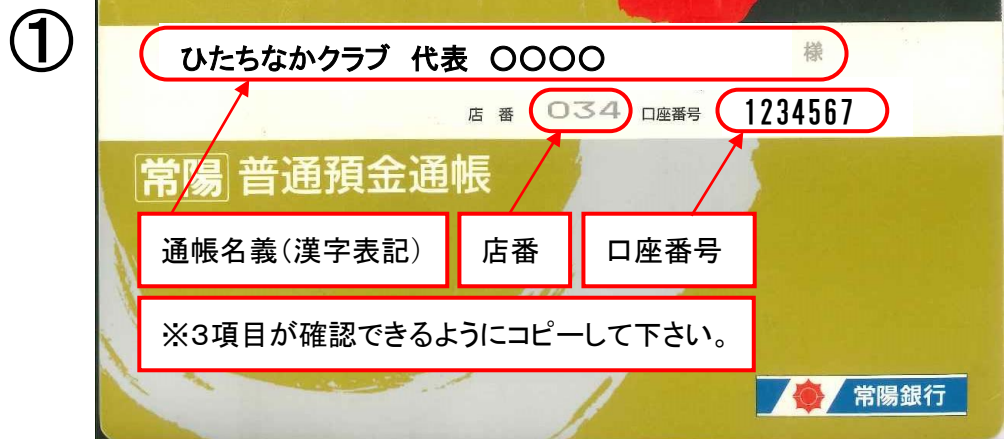 ①
ひたちなかクラブ 代表 〇〇〇〇 様
店番 034 口座番号 1234567
常陽 普通預金通帳
通帳名義(漢字表記) 店番 口座番号
※3項目が確認できるようにコピーして下さい。
常陽銀行